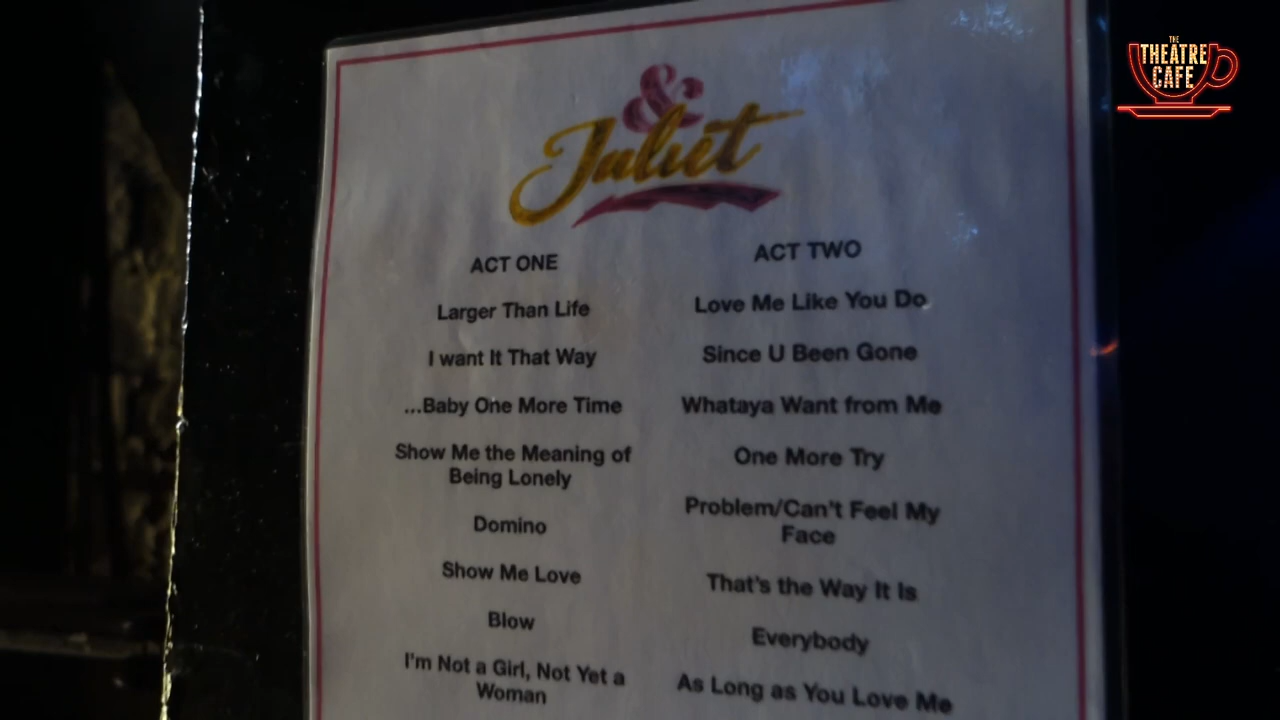 THE
THEATRE
CAFE
&
Juliet
ACT ONE
Larger Than Life
I want It That Way
...Baby One More Time
Show Me the Meaning of
Being Lonely
Domino
Show Me Love
Blow
I'm Not a Girl, Not Yet a
Woman
ACT TWO
Love Me Like You Do
Since U Been Gone
Whataya Want from Me
One More Try
Problem/Can't Feel My
Face
That's the Way It Is
Everybody
As Long as You Love Me